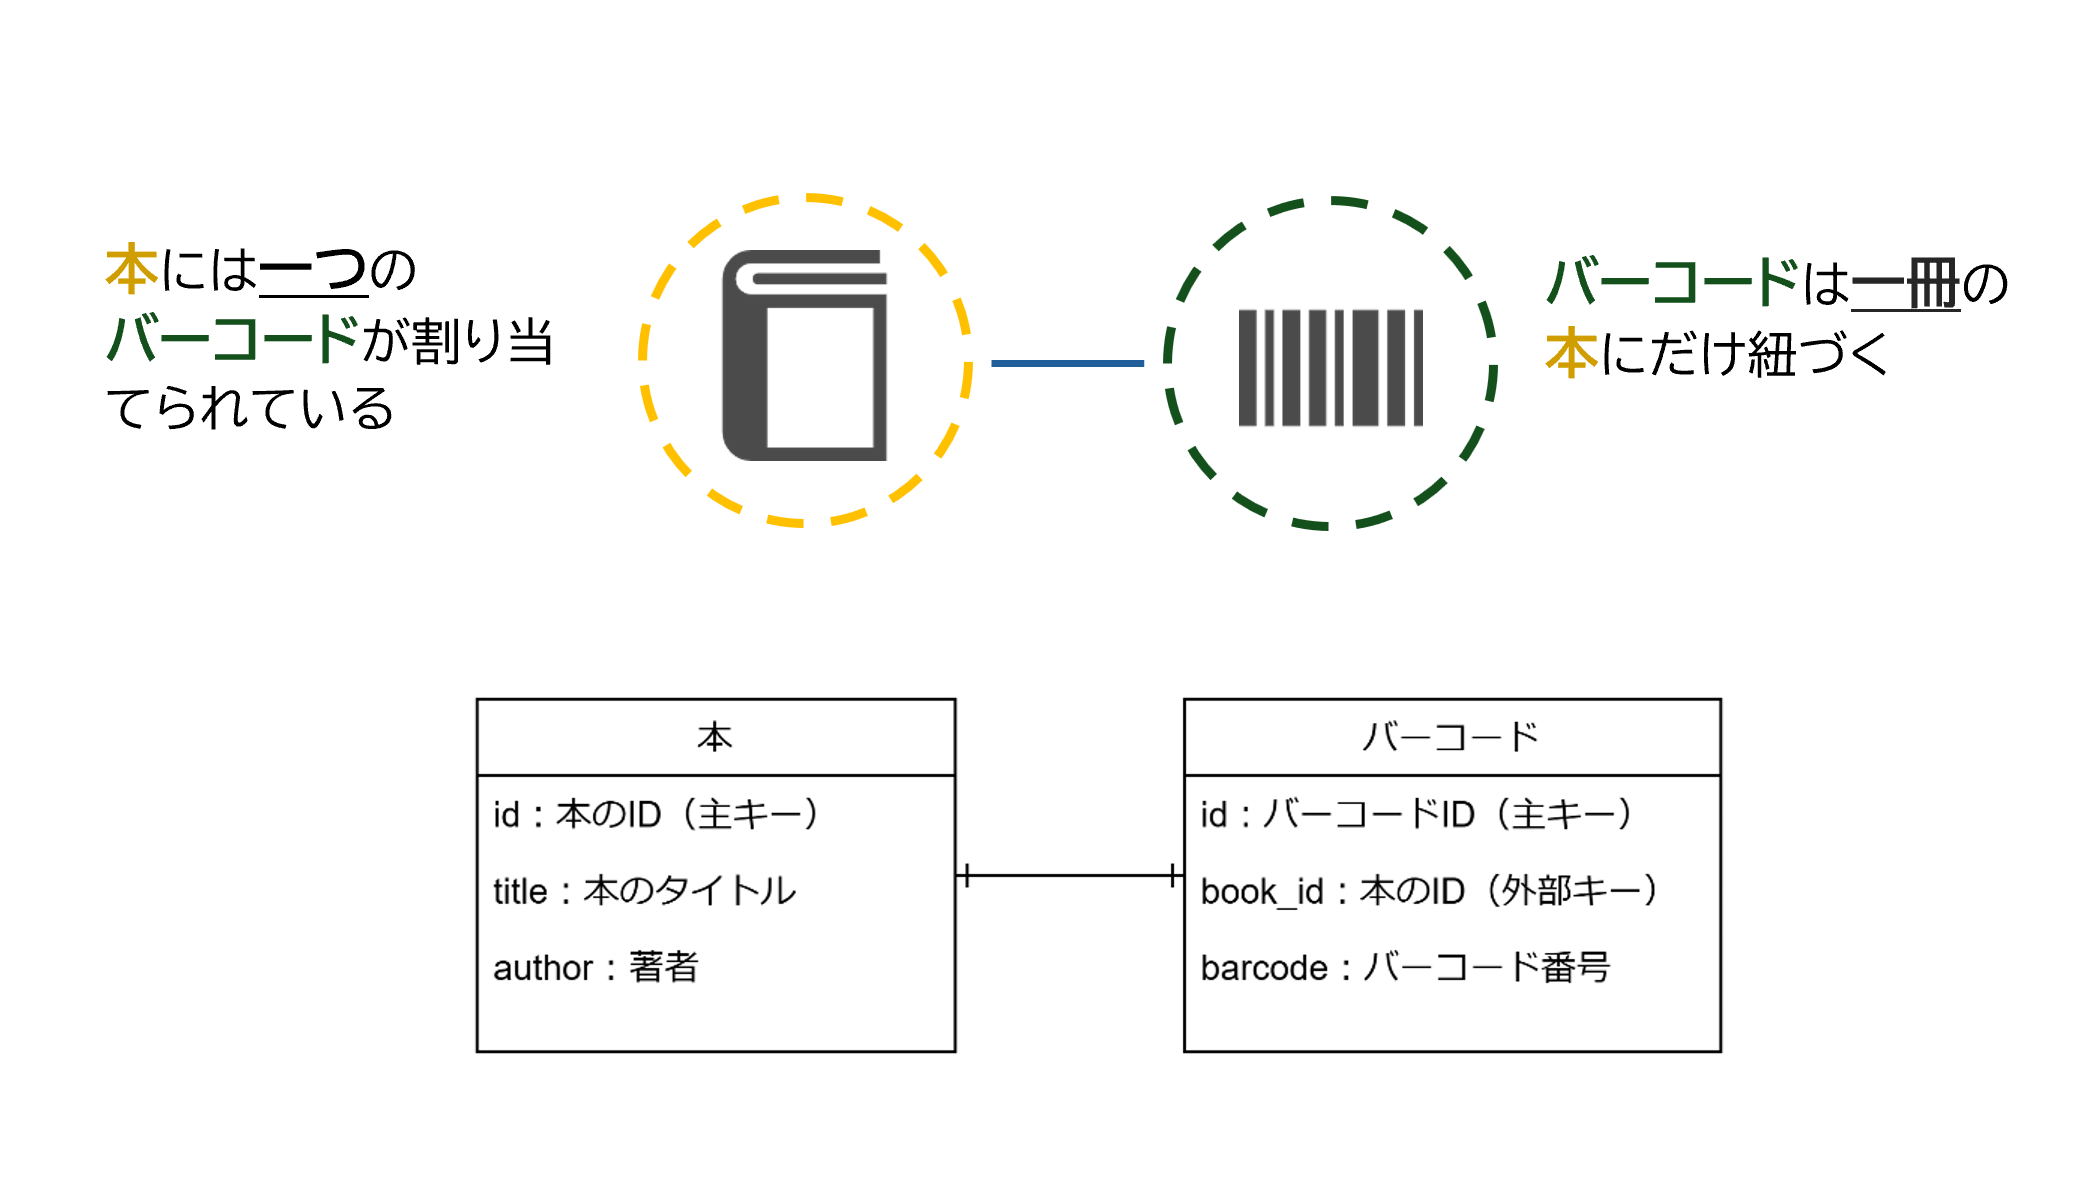 本には一つの
バーコードが割り当
てられている
バーコードは一冊の
本にだけ紐づく
本
id：本のID（主キー）
title：本のタイトル
author：著者
バーコード
id：バーコードID（主キー）
book_id：本のID（外部キー）
barcode：バーコード番号